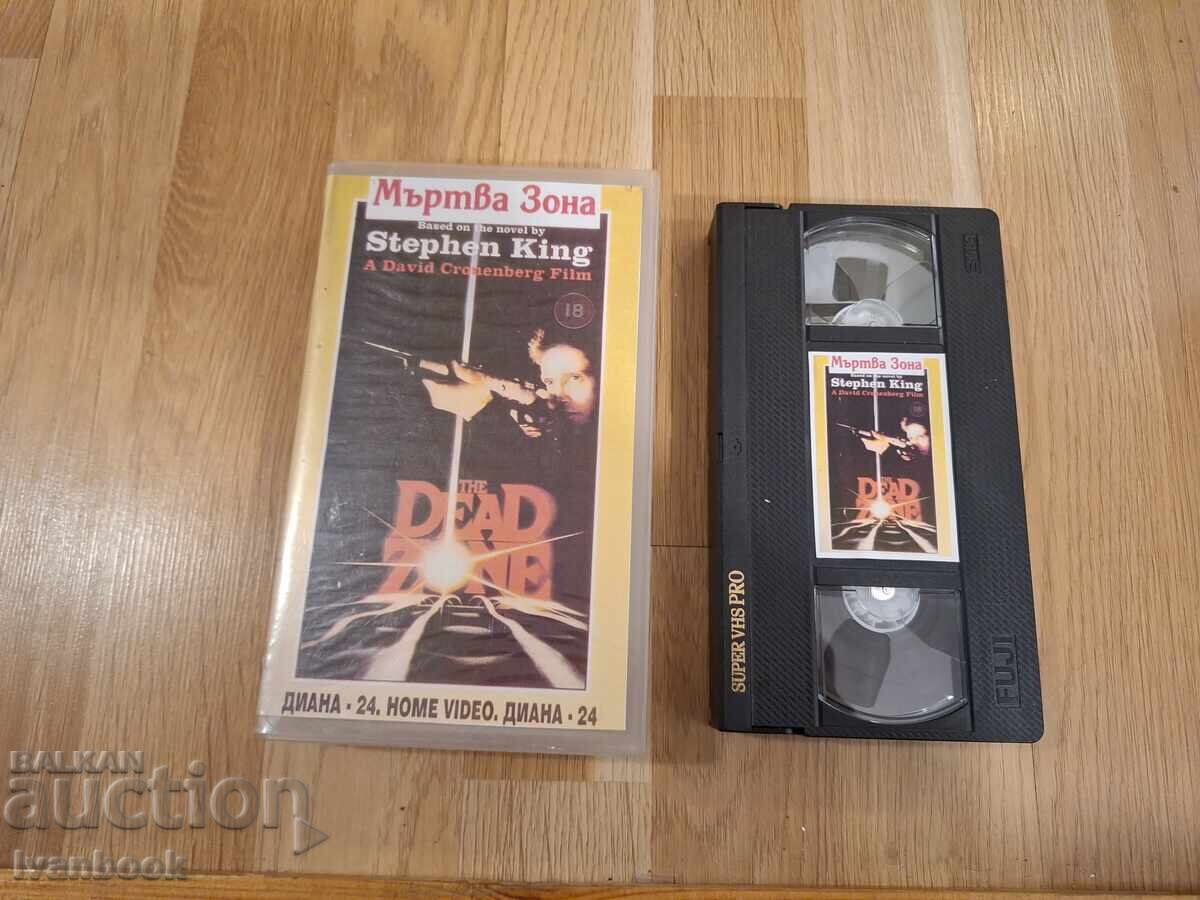 Мъртва Зона
Based on the novel by
Stephen King
A David Cronenberg Film
18
THE
DEAD
ZONE
ДИАНА - 24. HOME VIDEO. ДИАНА - 24
SVHS
Мъртва Зона
Based on the novel by
Stephen King
A David Cronenberg Film
18
THE
DEAD
ZONE
SUPER VHS PRO
FUJI
BALKAN
auction
Ivanbook